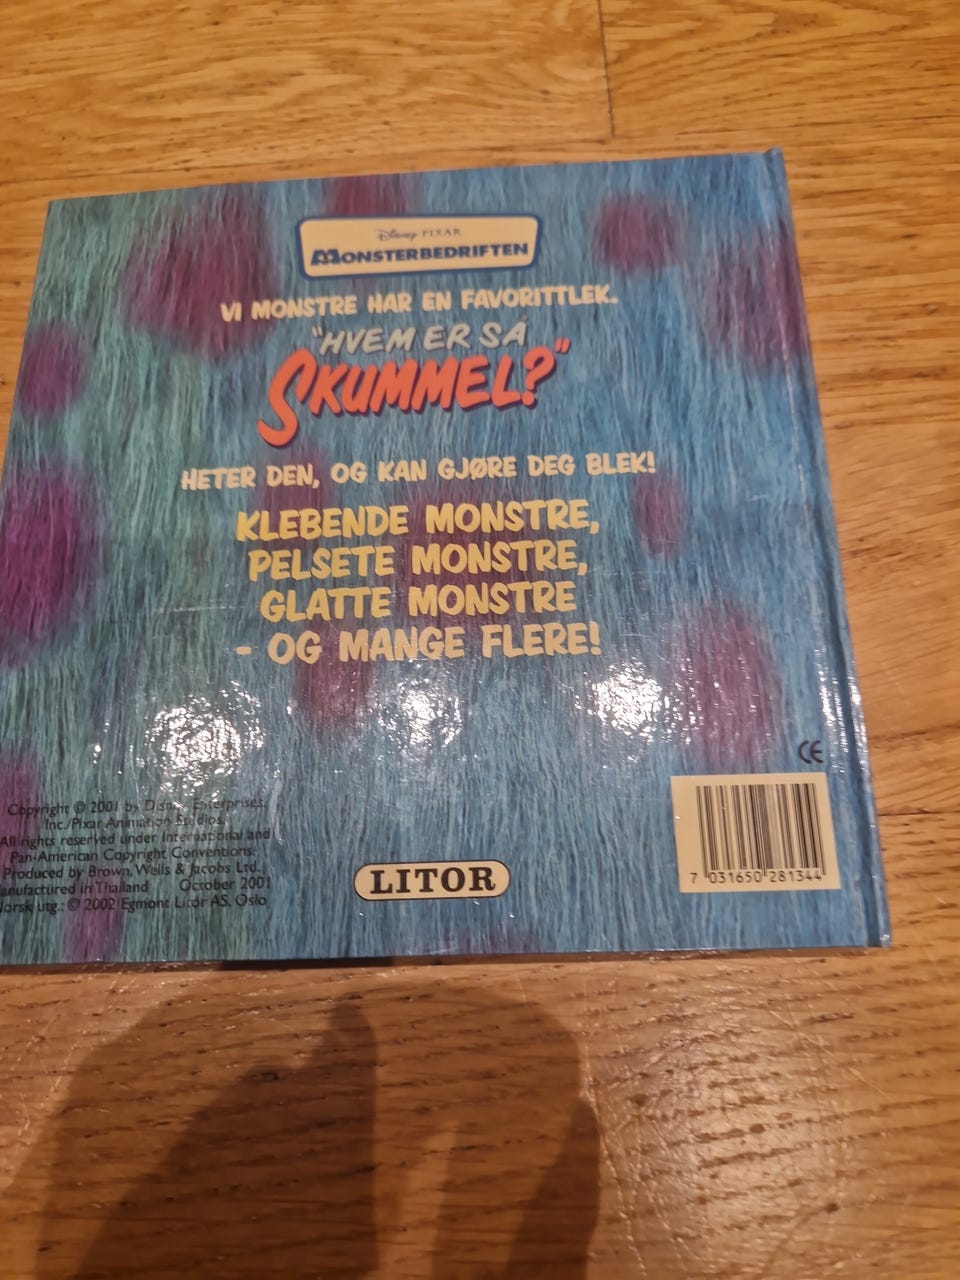 Disney PIXAR
MONSTERBEDRIFTEN
VI MONSTRE HAR EN FAVORITTLEK.
"HVEM ER SÅ
SKUMMEL?"
HETER DEN, OG KAN GJØRE DEG BLEK!
KLEBENDE MONSTRE,
PELSETE MONSTRE,
GLATTE MONSTRE
- OG MANGE FLERE!
CE
Copyright © 2001 by Disney Enterprises,
Inc./Pixar Animation Studios.
All rights reserved under International and
Pan-American Copyright Conventions.
Produced by Brown, Wells & Jacobs Ltd.
anufactured in Thailand October 2001
Norsk utg.: © 2002 Egmont Litor AS, Oslo
LITOR
7 031650 281344